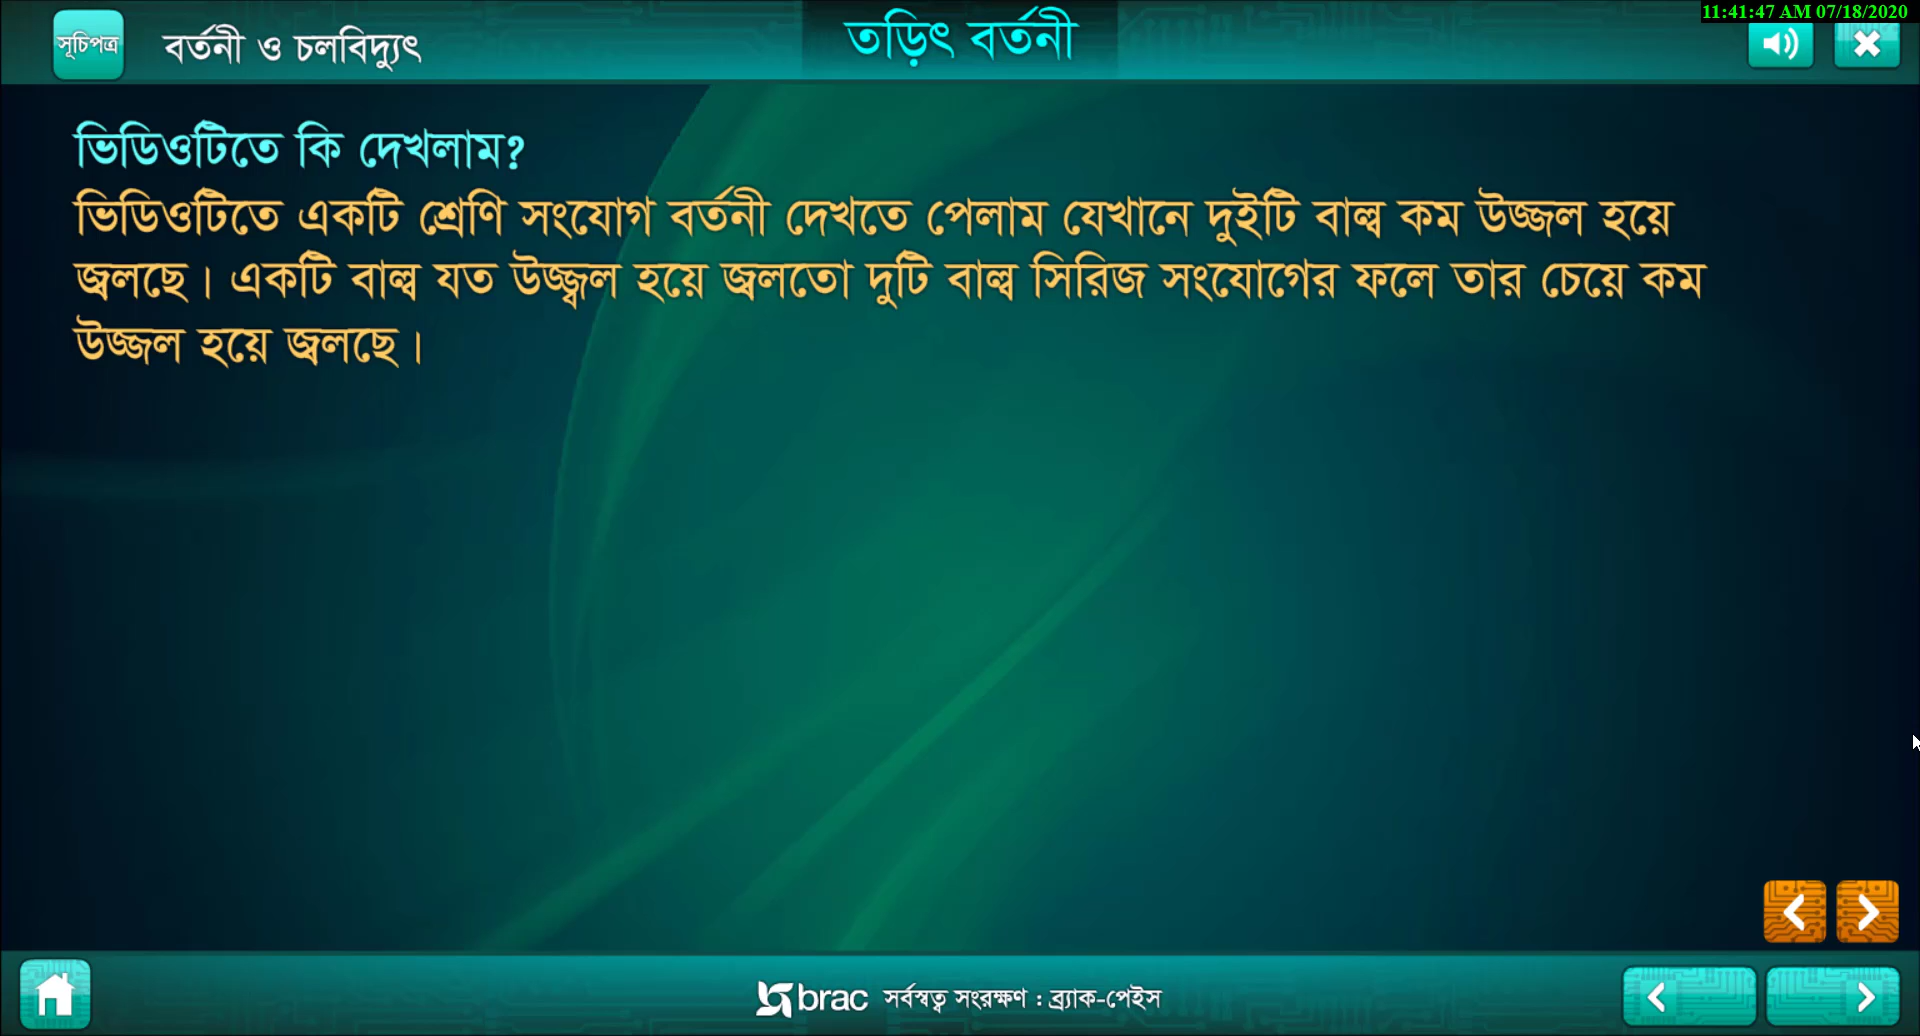 11:41:47 AM 07/18/2020
সূচিপত্র
বর্তনী ও চলবিদ্যুৎ
তড়িৎ বর্তনী
ভিডিওটিতে কি দেখলাম?
ভিডিওটিতে একটি শ্রেণি সংযোগ বর্তনী দেখতে পেলাম যেখানে দুইটি বাল্ব কম উজ্জল হয়ে
জ্বলছে। একটি বাল্ব যত উজ্জ্বল হয়ে জ্বলতো দুটি বাল্ব সিরিজ সংযোগের ফলে তার চেয়ে কম
উজ্জল হয়ে জ্বলছে।
brac সর্বস্বত্ব সংরক্ষণ : ব্র্যাক-পেইস